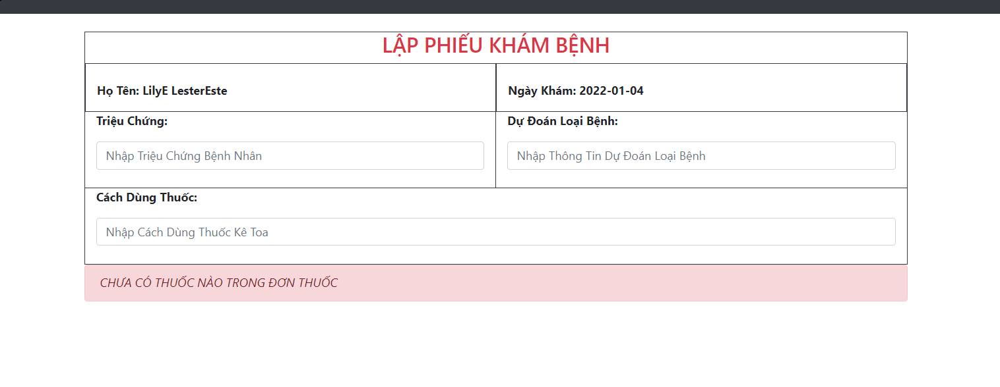 LẬP PHIẾU KHÁM BỆNH
Họ Tên: LilyE LesterEste
Ngày Khám: 2022-01-04
Triệu Chứng:
Dự Đoán Loại Bệnh:
Nhập Triệu Chứng Bệnh Nhân
Nhập Thông Tin Dự Đoán Loại Bệnh
Cách Dùng Thuốc:
Nhập Cách Dùng Thuốc Kê Toa
CHƯA CÓ THUỐC NÀO TRONG ĐƠN THUỐC